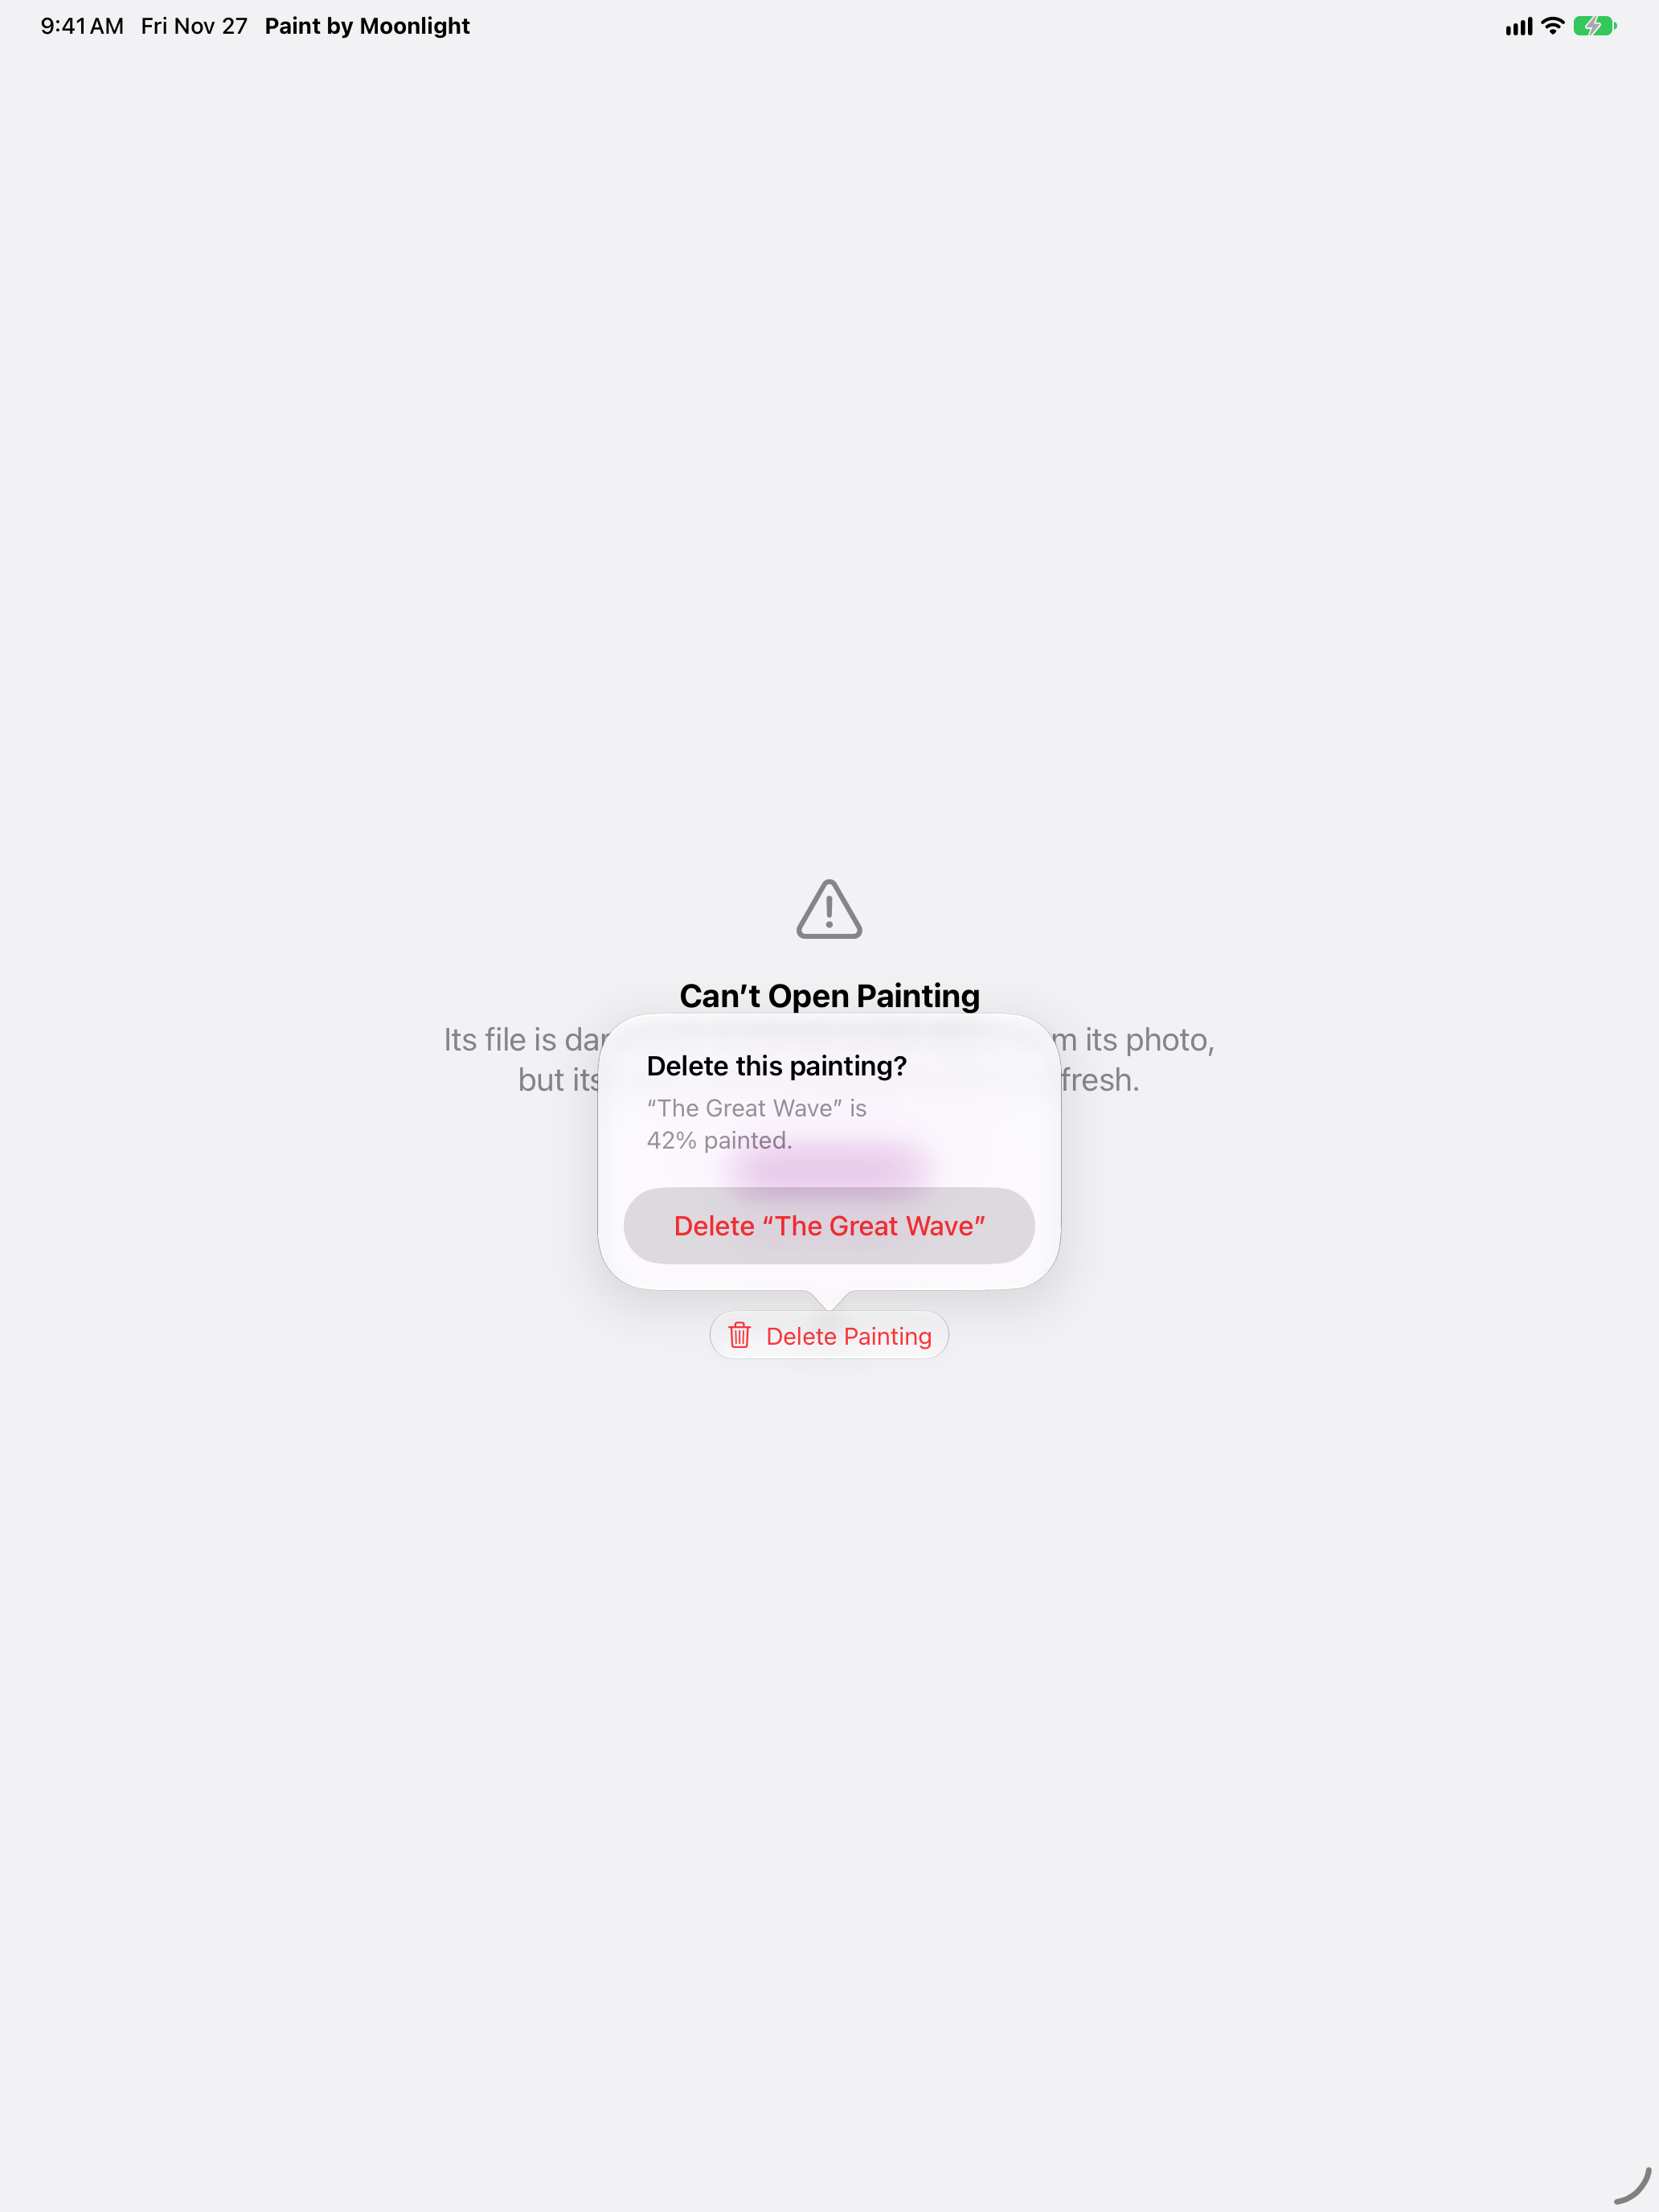 9:41 AM Fri Nov 27 Paint by Moonlight
Can’t Open Painting
Its file is m its photo,
but its fresh.
Delete this painting?
“The Great Wave” is
42% painted.
Delete “The Great Wave”
Delete Painting